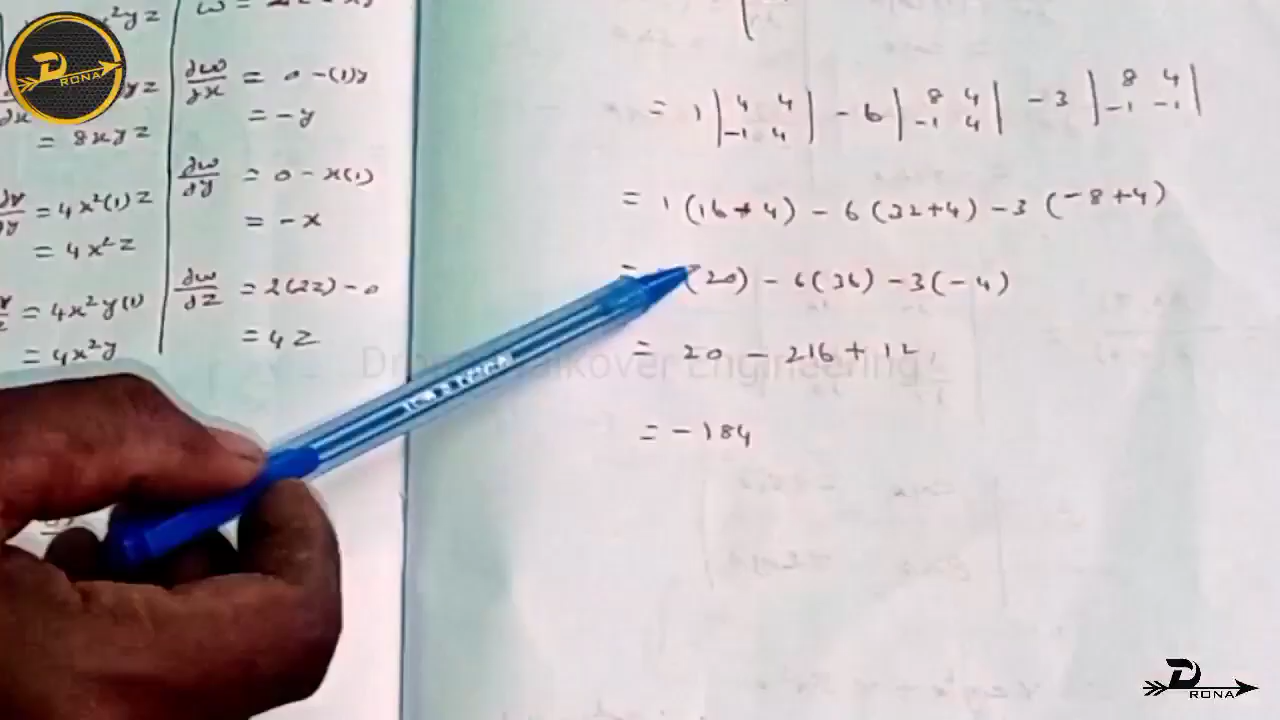 D
RONA
x²yz
= 8xyz
= 4x²(1)z
= 4x²z
= 4x²y(1)
= 4x²y
∂w/∂x = 0 - (1)y
= -y
∂w/∂y = 0 - x(1)
= -x
∂w/∂z = 2(2z) - 0
= 4z
= 1 |4 4; -1 4| - 6 |8 4; -1 4| - 3 |8 4; -1 -1|
= 1(16+4) - 6(32+4) - 3(-8+4)
(20) - 6(36) - 3(-4)
= 20 - 216 + 12
= -184
Engineering
D
RONA